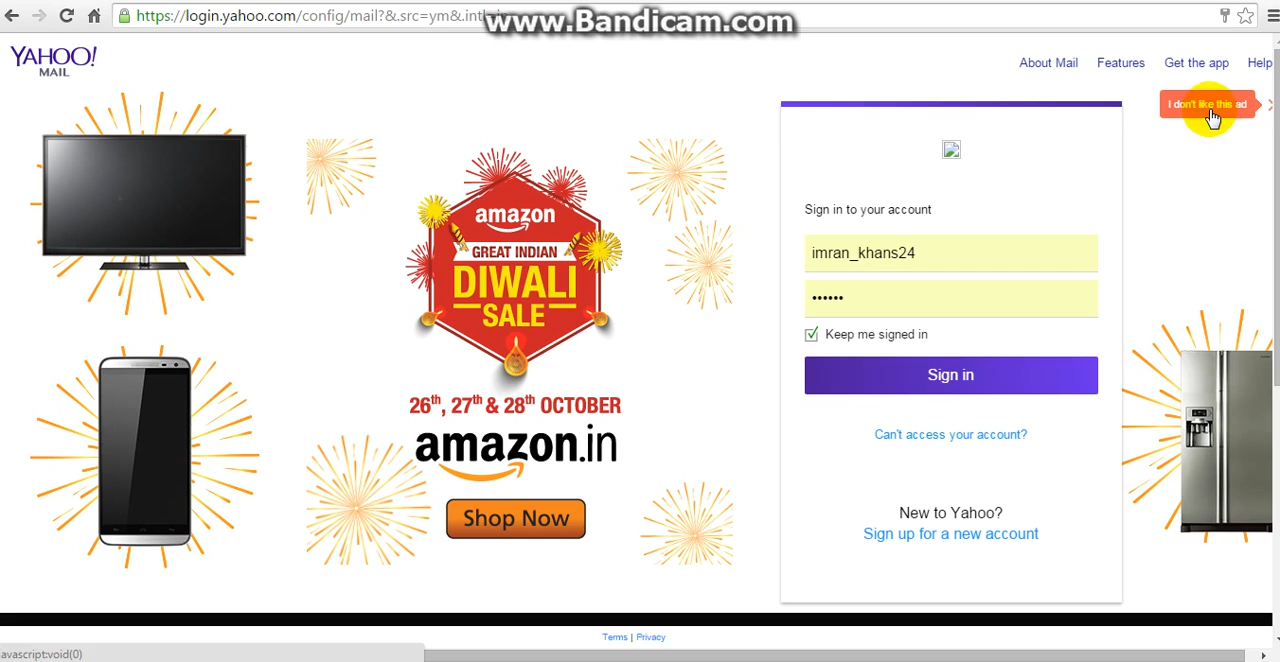 https://login.yahoo.com/config/mail?&.src=ym&.intl
www.Bandicam.com
YAHOO!
MAIL
About Mail
Features
Get the app
Help
I don't like this ad
amazon
GREAT INDIAN
DIWALI
SALE
26th, 27th & 28th OCTOBER
amazon.in
Shop Now
Sign in to your account
imran_khans24
••••••
Keep me signed in
Sign in
Can't access your account?
New to Yahoo?
Sign up for a new account
Terms | Privacy
avascript:void(0)